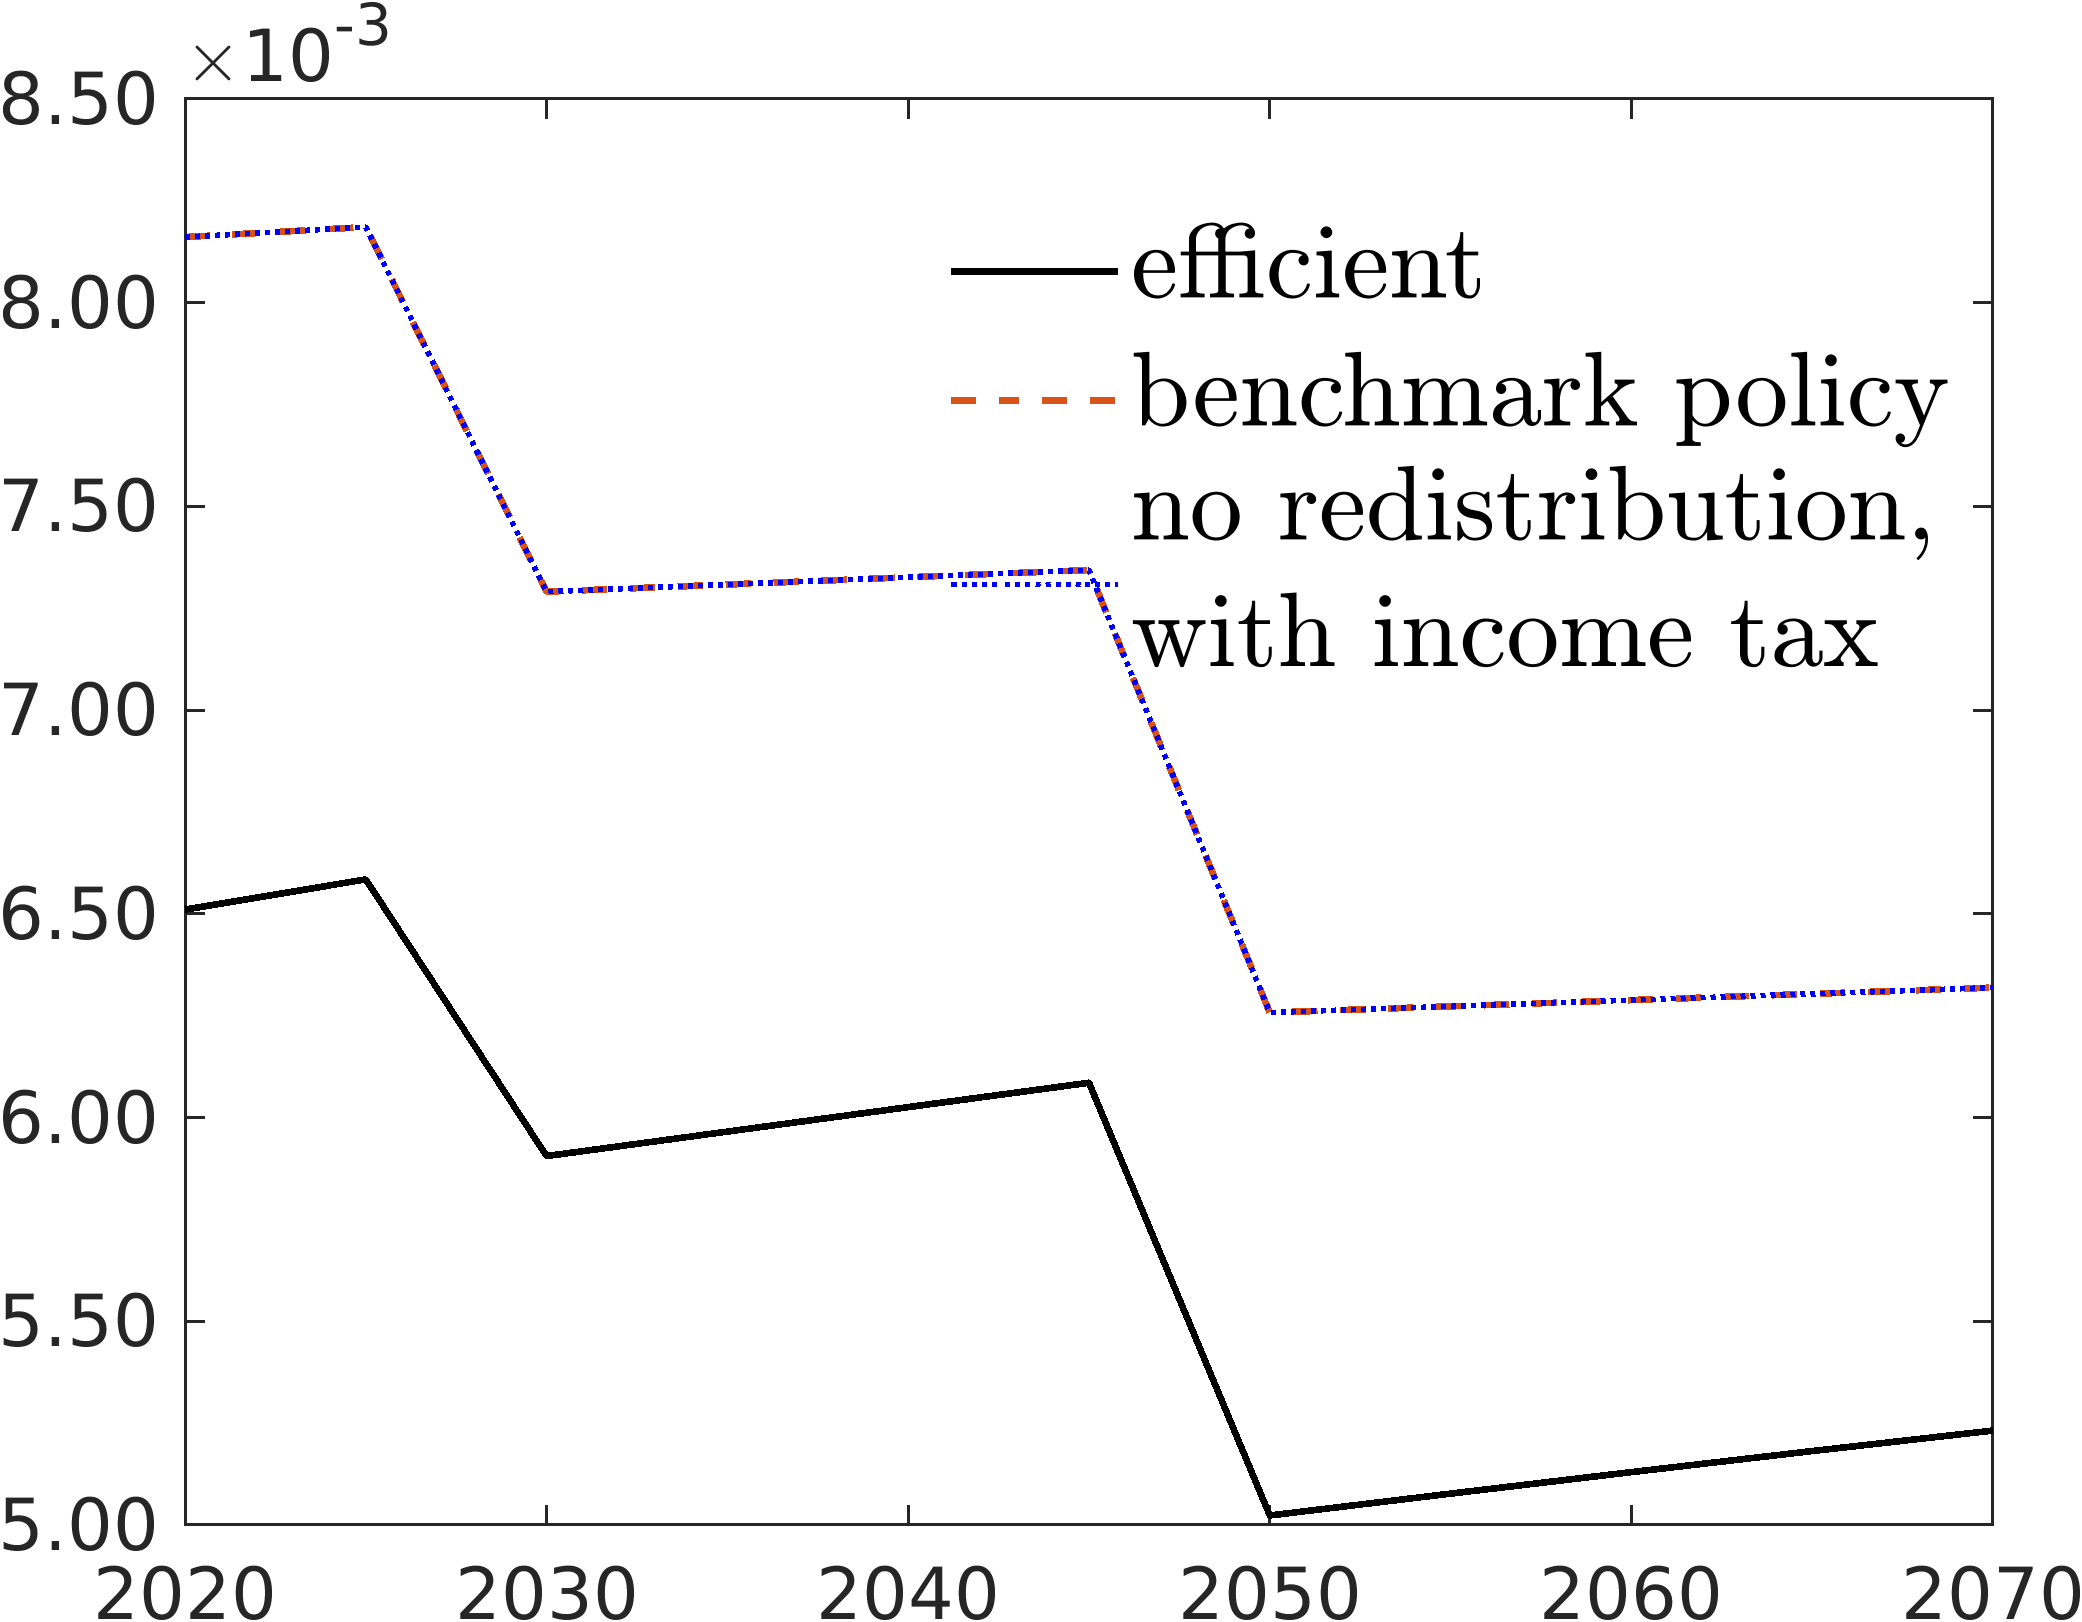 ×10-3
8.50
8.00
7.50
7.00
6.50
6.00
5.50
5.00
efficient
benchmark policy
no redistribution,
with income tax
2020 2030 2040 2050 2060 2070